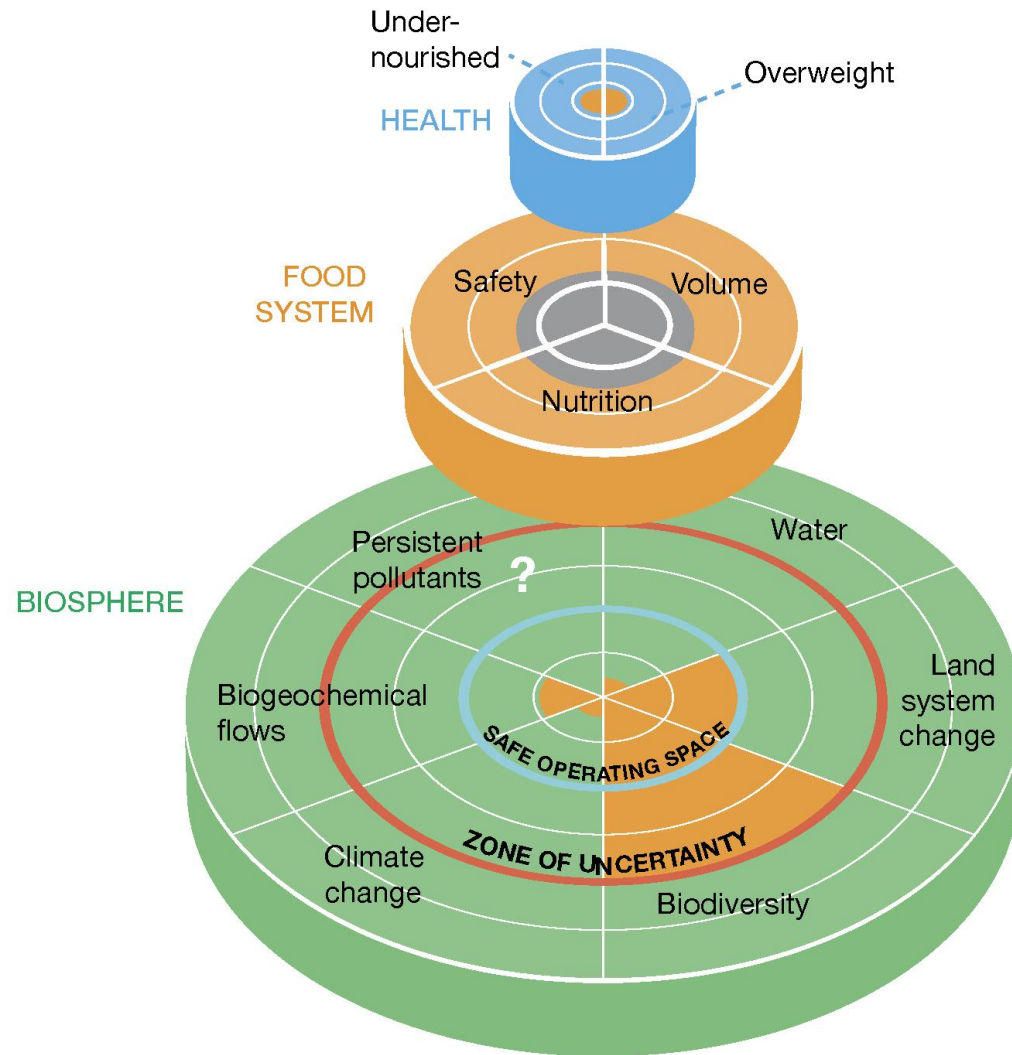 Under-
nourished
Overweight
HEALTH
FOOD
SYSTEM
Safety
Volume
Nutrition
BIOSPHERE
Persistent
pollutants
?
Water
Biogeochemical
flows
Land
system
change
SAFE OPERATING SPACE
ZONE OF UNCERTAINTY
Climate
change
Biodiversity